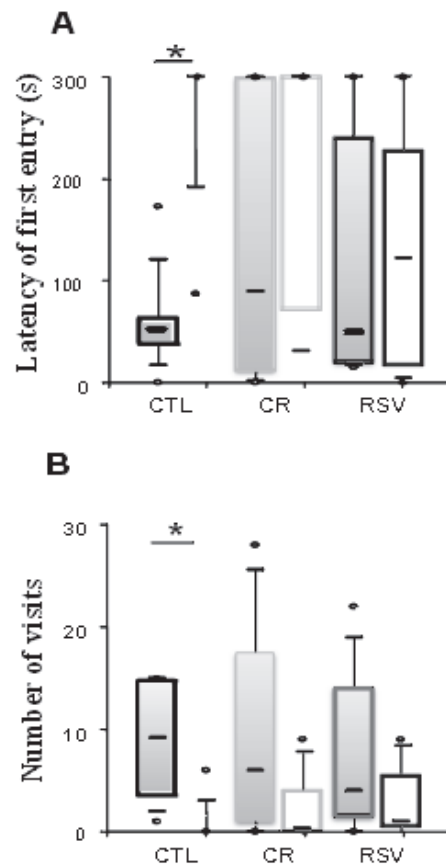 A
*
Latency of first entry (s)
300
200
100
0
CTL CR RSV
B
*
Number of visits
30
20
10
0
CTL CR RSV